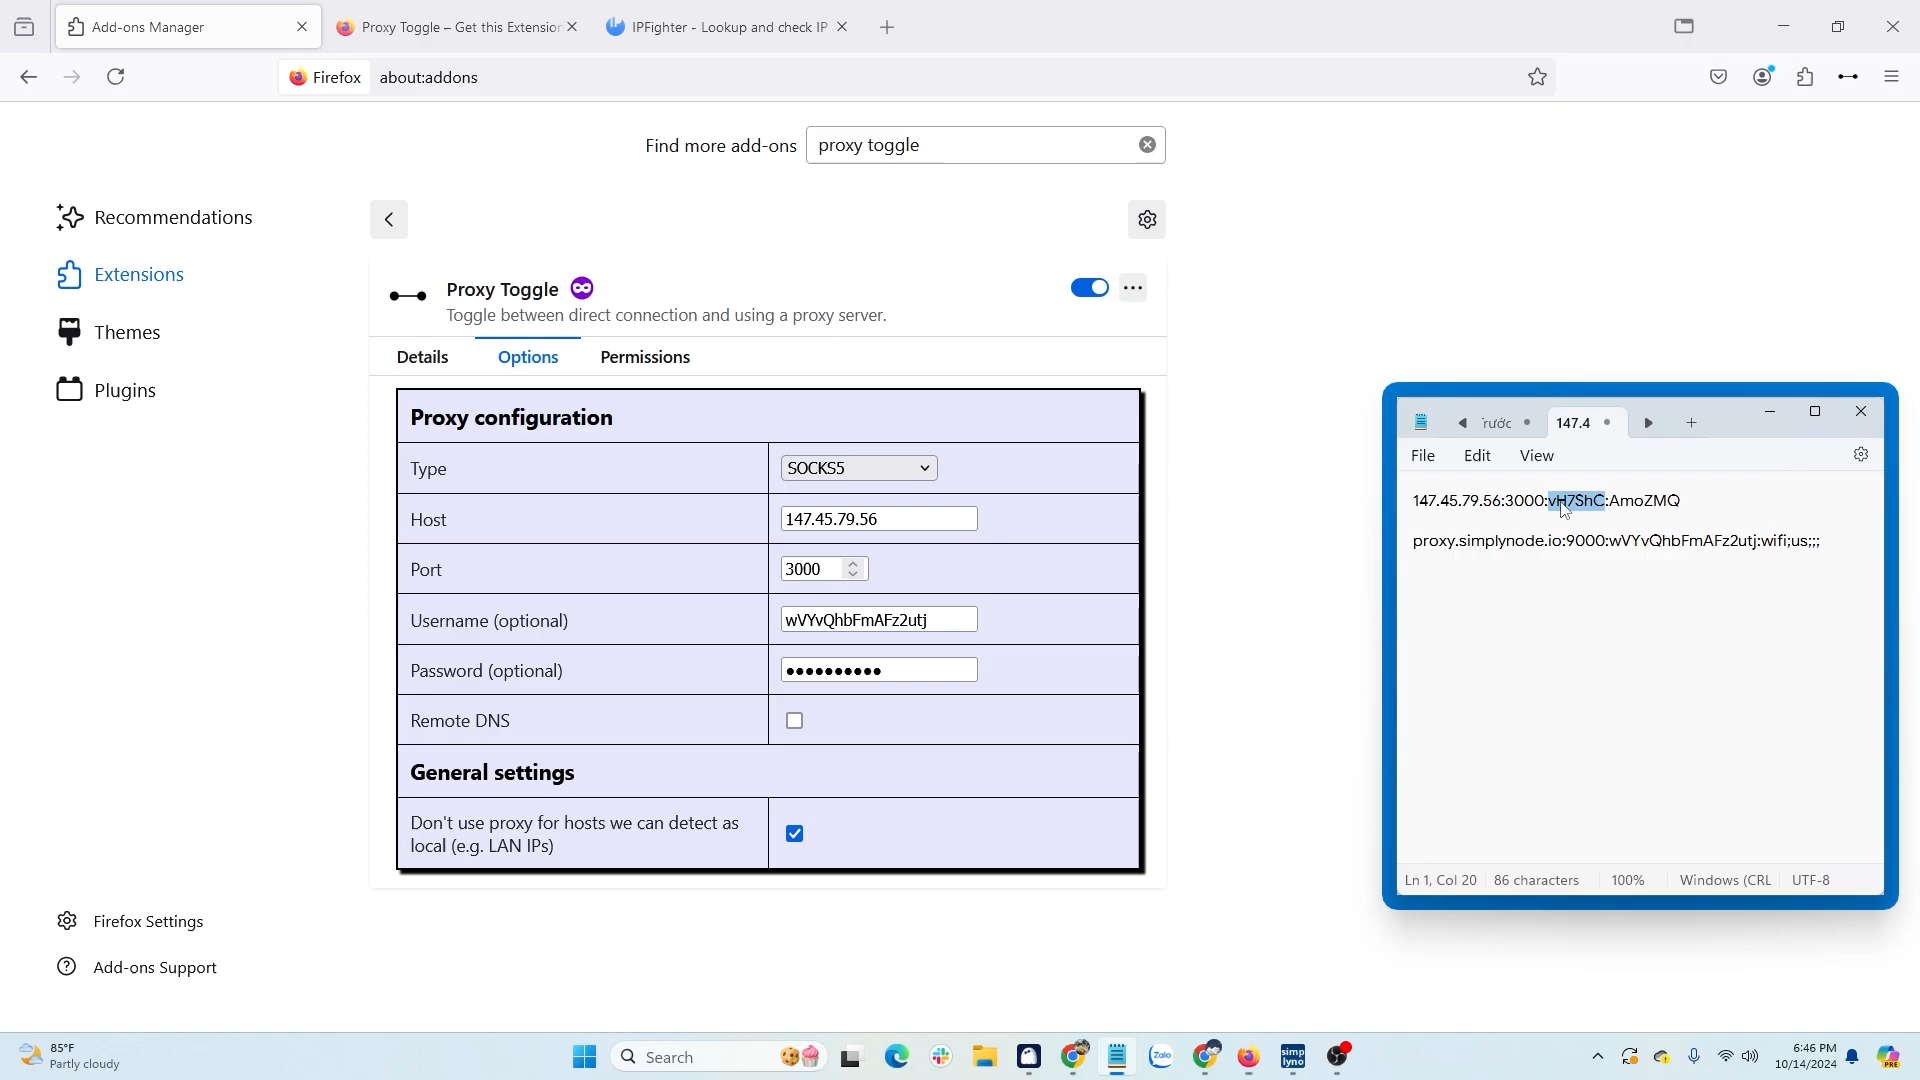 Add-ons Manager
Proxy Toggle – Get this Extension
IPFighter - Lookup and check IP
Firefox
about:addons
Find more add-ons
proxy toggle
Recommendations
Extensions
Themes
Plugins
Proxy Toggle
Toggle between direct connection and using a proxy server.
Details
Options
Permissions
Proxy configuration
Type
SOCKS5
Host
147.45.79.56
Port
3000
Username (optional)
wVYvQhbFmAFz2utj
Password (optional)
••••••••••
Remote DNS
General settings
Don't use proxy for hosts we can detect as
local (e.g. LAN IPs)
Firefox Settings
Add-ons Support
147.4
File
Edit
View
147.45.79.56:3000:vH7ShC:AmoZMQ
proxy.simplynode.io:9000:wVYvQhbFmAFz2utj:wifi;us;;;
Ln 1, Col 20
86 characters
100%
Windows (CRL
UTF-8
85°F
Partly cloudy
Search
Zalo
simp
lyno
6:46 PM
10/14/2024
PRE